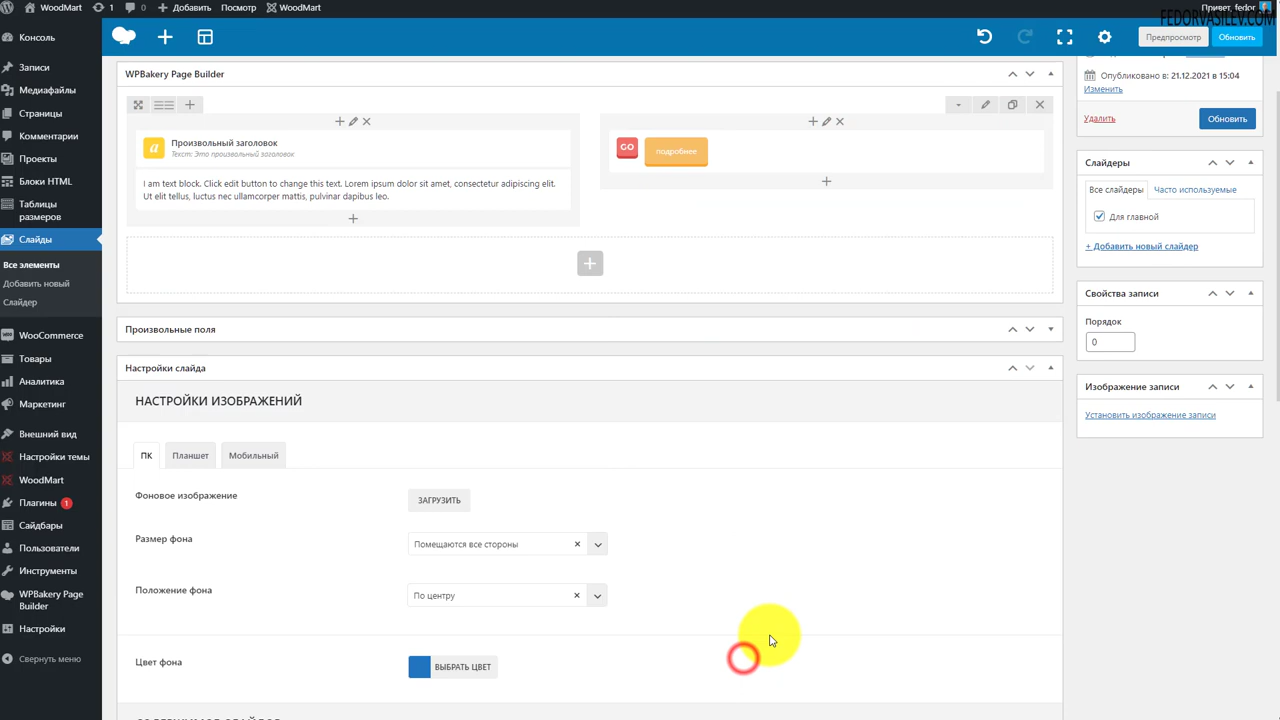 WoodMart
1
0
Добавить
Посмотр
WoodMart
Привет, fedor
FEDORVASILEV.COM
Предпросмотр
Обновить
Консоль
Записи
Медиафайлы
Страницы
Комментарии
Проекты
Блоки HTML
Таблицы
размеров
Слайды
Все элементы
Добавить новый
Слайдер
WooCommerce
Товары
Аналитика
Маркетинг
Внешний вид
Настройки темы
WoodMart
Плагины 1
Сайдбары
Пользователи
Инструменты
WPBakery Page
Builder
Настройки
Свернуть меню
WPBakery Page Builder
a
Произвольный заголовок
Текст: Это произвольный заголовок
I am text block. Click edit button to change this text. Lorem ipsum dolor sit amet, consectetur adipiscing elit.
Ut elit tellus, luctus nec ullamcorper mattis, pulvinar dapibus leo.
GO
подробнее
Произвольные поля
Настройки слайда
НАСТРОЙКИ ИЗОБРАЖЕНИЙ
ПК
Планшет
Мобильный
Фоновое изображение
ЗАГРУЗИТЬ
Размер фона
Помещаются все стороны
Положение фона
По центру
Цвет фона
ВЫБРАТЬ ЦВЕТ
Опубликовано в: 21.12.2021 в 15:04
Изменить
Удалить
Обновить
Слайдеры
Все слайдеры
Часто используемые
Для главной
+ Добавить новый слайдер
Свойства записи
Порядок
0
Изображение записи
Установить изображение записи